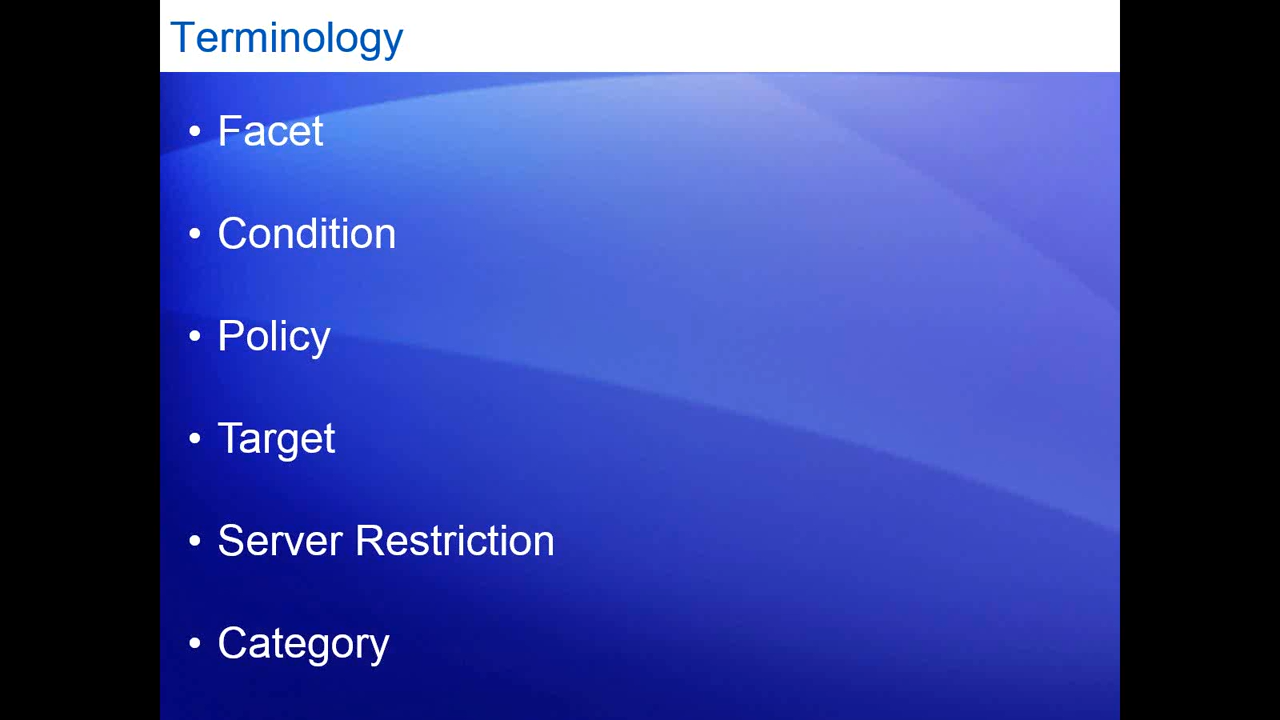 Terminology
• Facet
• Condition
• Policy
• Target
• Server Restriction
• Category